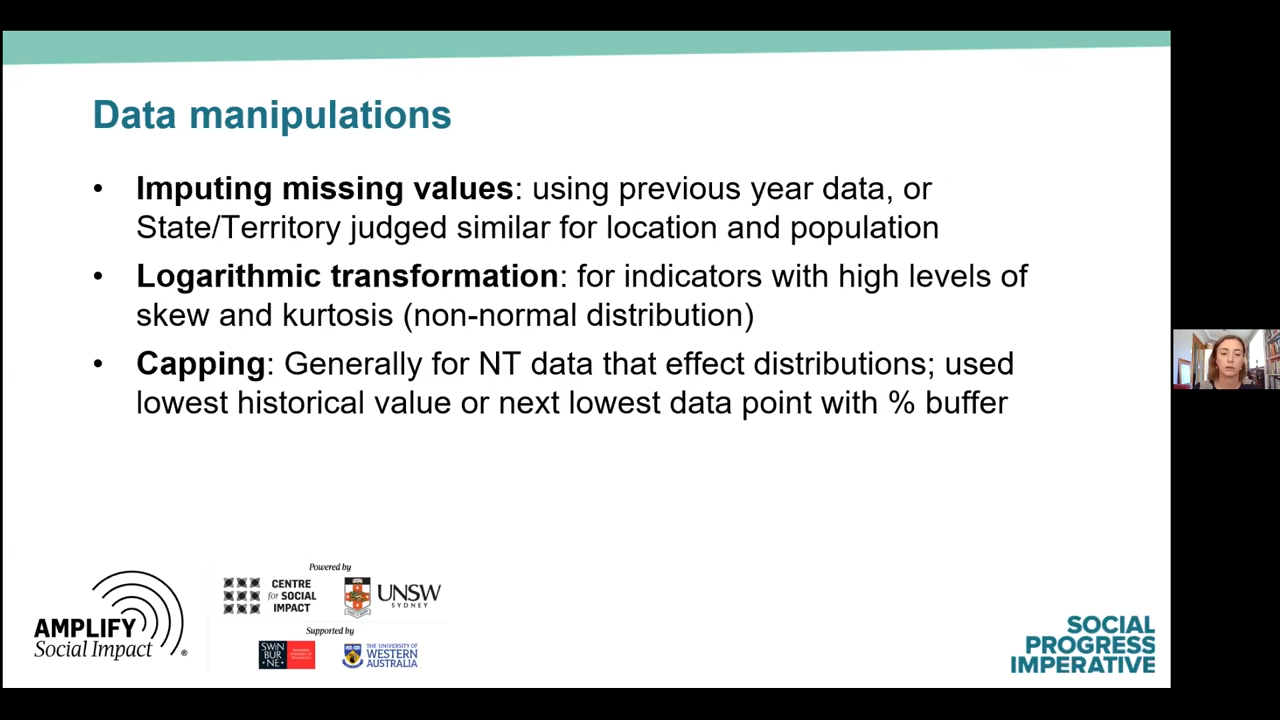 Data manipulations
• Imputing missing values: using previous year data, or
State/Territory judged similar for location and population
• Logarithmic transformation: for indicators with high levels of
skew and kurtosis (non-normal distribution)
• Capping: Generally for NT data that effect distributions; used
lowest historical value or next lowest data point with % buffer
AMPLIFY
Social Impact ®
Powered by
CENTRE
for SOCIAL
IMPACT
UNSW
SYDNEY
Supported by
SWIN
BUR
NE
THE UNIVERSITY OF
WESTERN
AUSTRALIA
SOCIAL
PROGRESS
IMPERATIVE